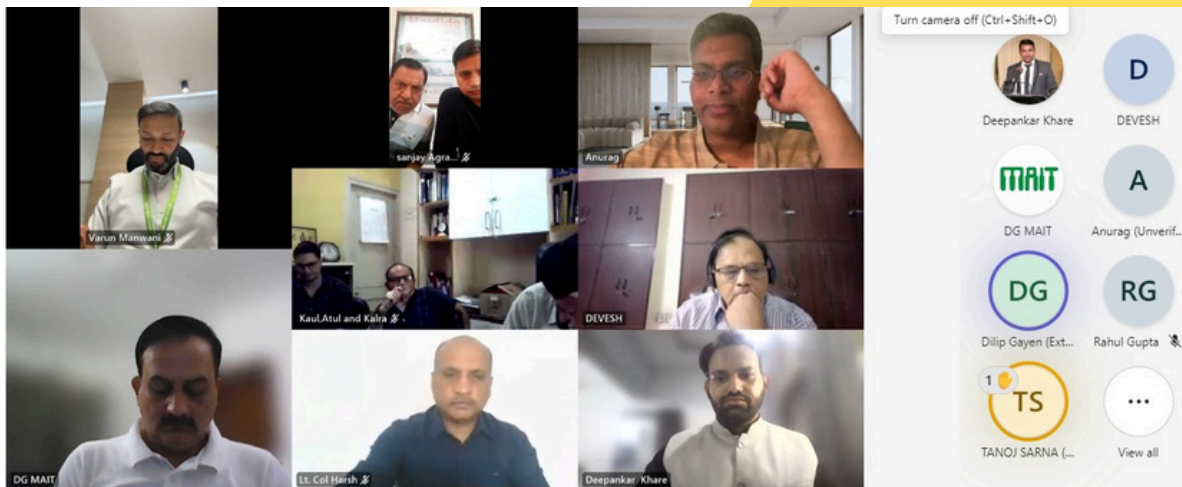 Turn camera off (Ctrl+Shift+O)
Varun Manwani
sanjay Agra...
Anurag
Kaul,Atul and Kalra
DEVESH
DG MAIT
Lt. Col Harsh
Deepankar Khare
Deepankar Khare
D
DEVESH
MAIT
DG MAIT
A
Anurag (Unverif...
DG
Dilip Gayen (Ext...
RG
Rahul Gupta
1
TS
TANOJ SARNA (...
...
View all